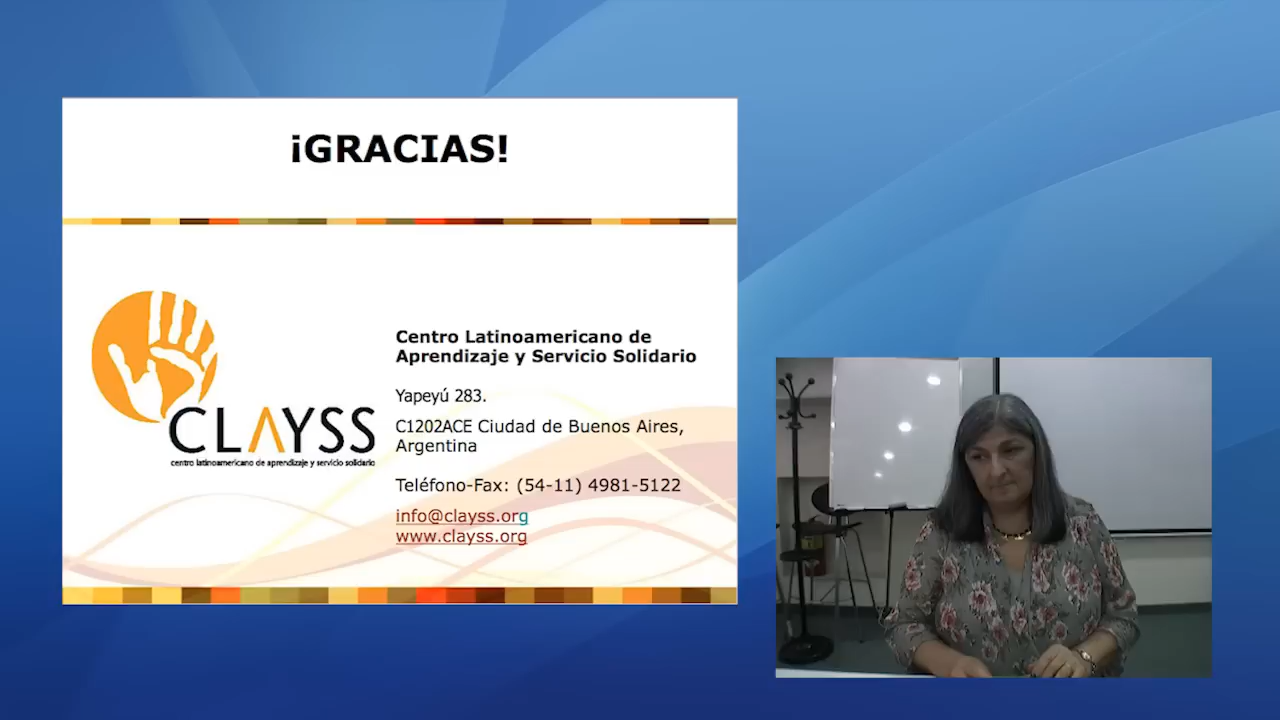 ¡GRACIAS!
CLAYSS
centro latinoamericano de aprendizaje y servicio solidario
Centro Latinoamericano de
Aprendizaje y Servicio Solidario
Yapeyú 283.
C1202ACE Ciudad de Buenos Aires,
Argentina
Teléfono-Fax: (54-11) 4981-5122
info@clayss.org
www.clayss.org